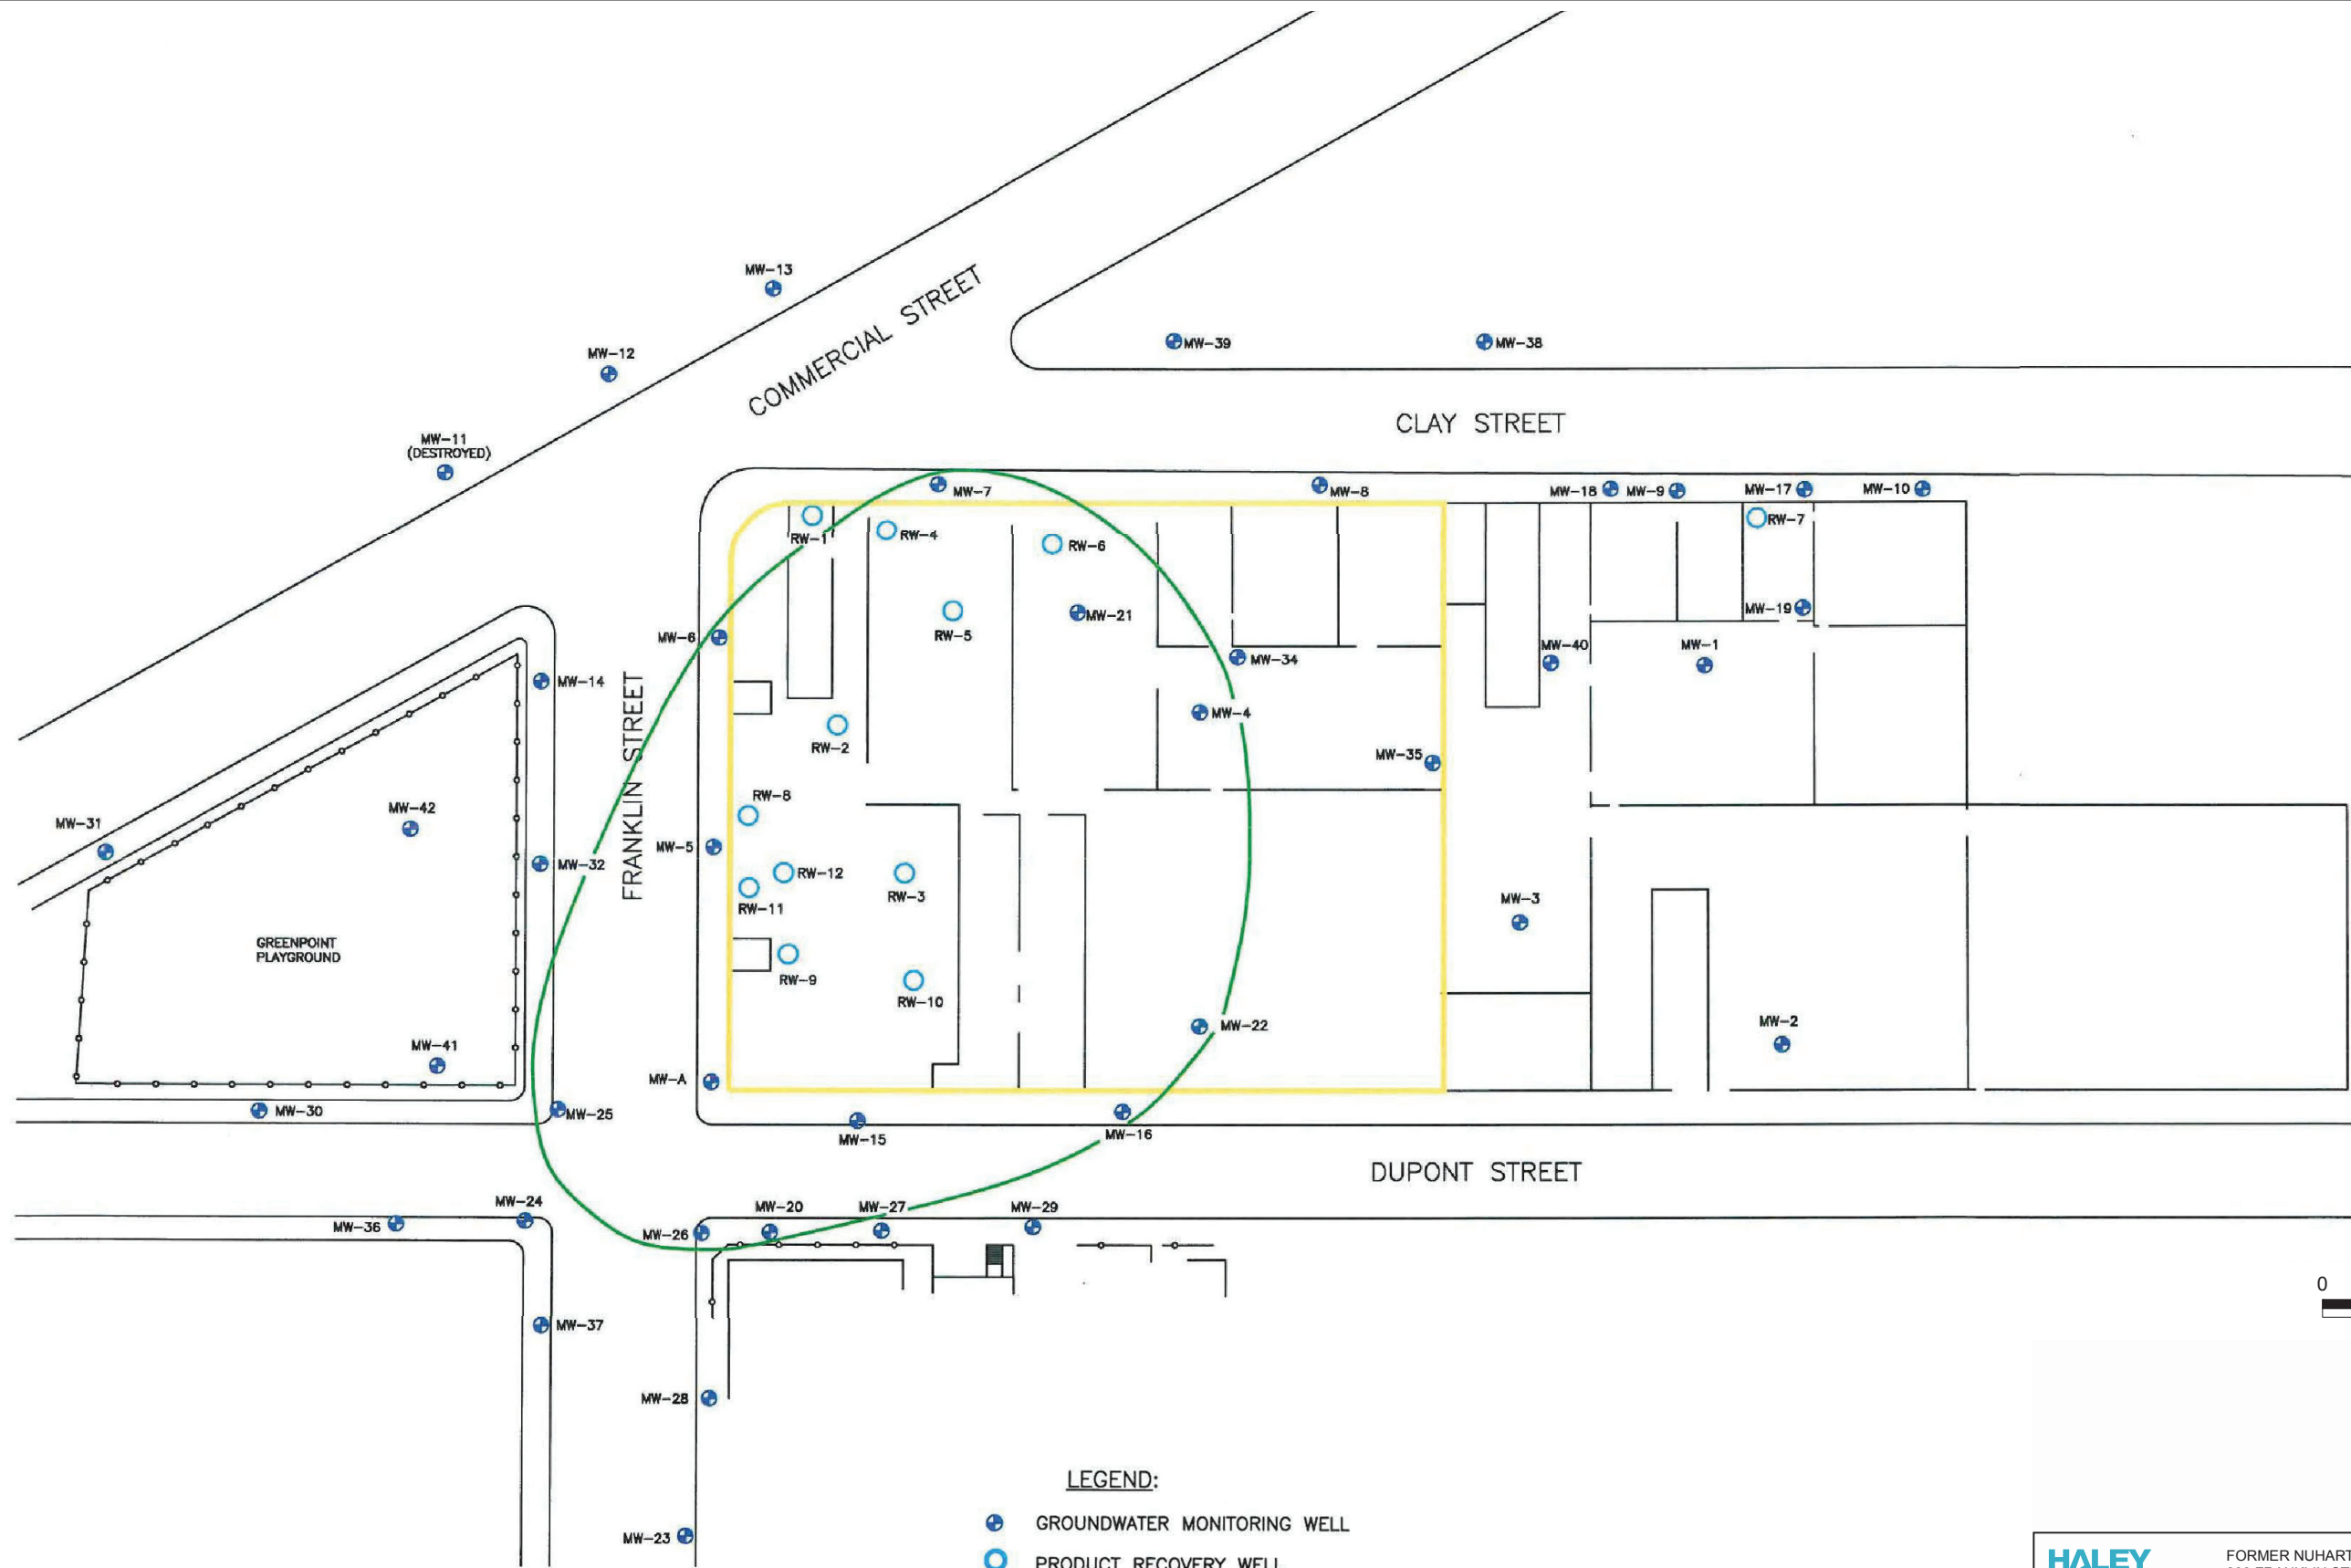 MW-13
COMMERCIAL STREET
MW-39
MW-38
MW-12
CLAY STREET
MW-11
(DESTROYED)
MW-7
MW-8
MW-18
MW-9
MW-17
MW-10
RW-1
RW-4
RW-6
RW-7
MW-21
MW-19
MW-6
RW-5
MW-34
MW-40
MW-1
MW-14
FRANKLIN STREET
MW-4
RW-2
MW-35
RW-8
MW-42
MW-31
MW-5
MW-32
RW-12
RW-3
RW-11
MW-3
GREENPOINT
PLAYGROUND
RW-9
RW-10
MW-22
MW-2
MW-41
MW-A
MW-30
MW-25
MW-15
MW-16
DUPONT STREET
MW-24
MW-20
MW-27
MW-29
MW-36
MW-26
0
MW-37
MW-28
LEGEND:
GROUNDWATER MONITORING WELL
MW-23
PRODUCT RECOVERY WELL
HALEY
FORMER NUHART